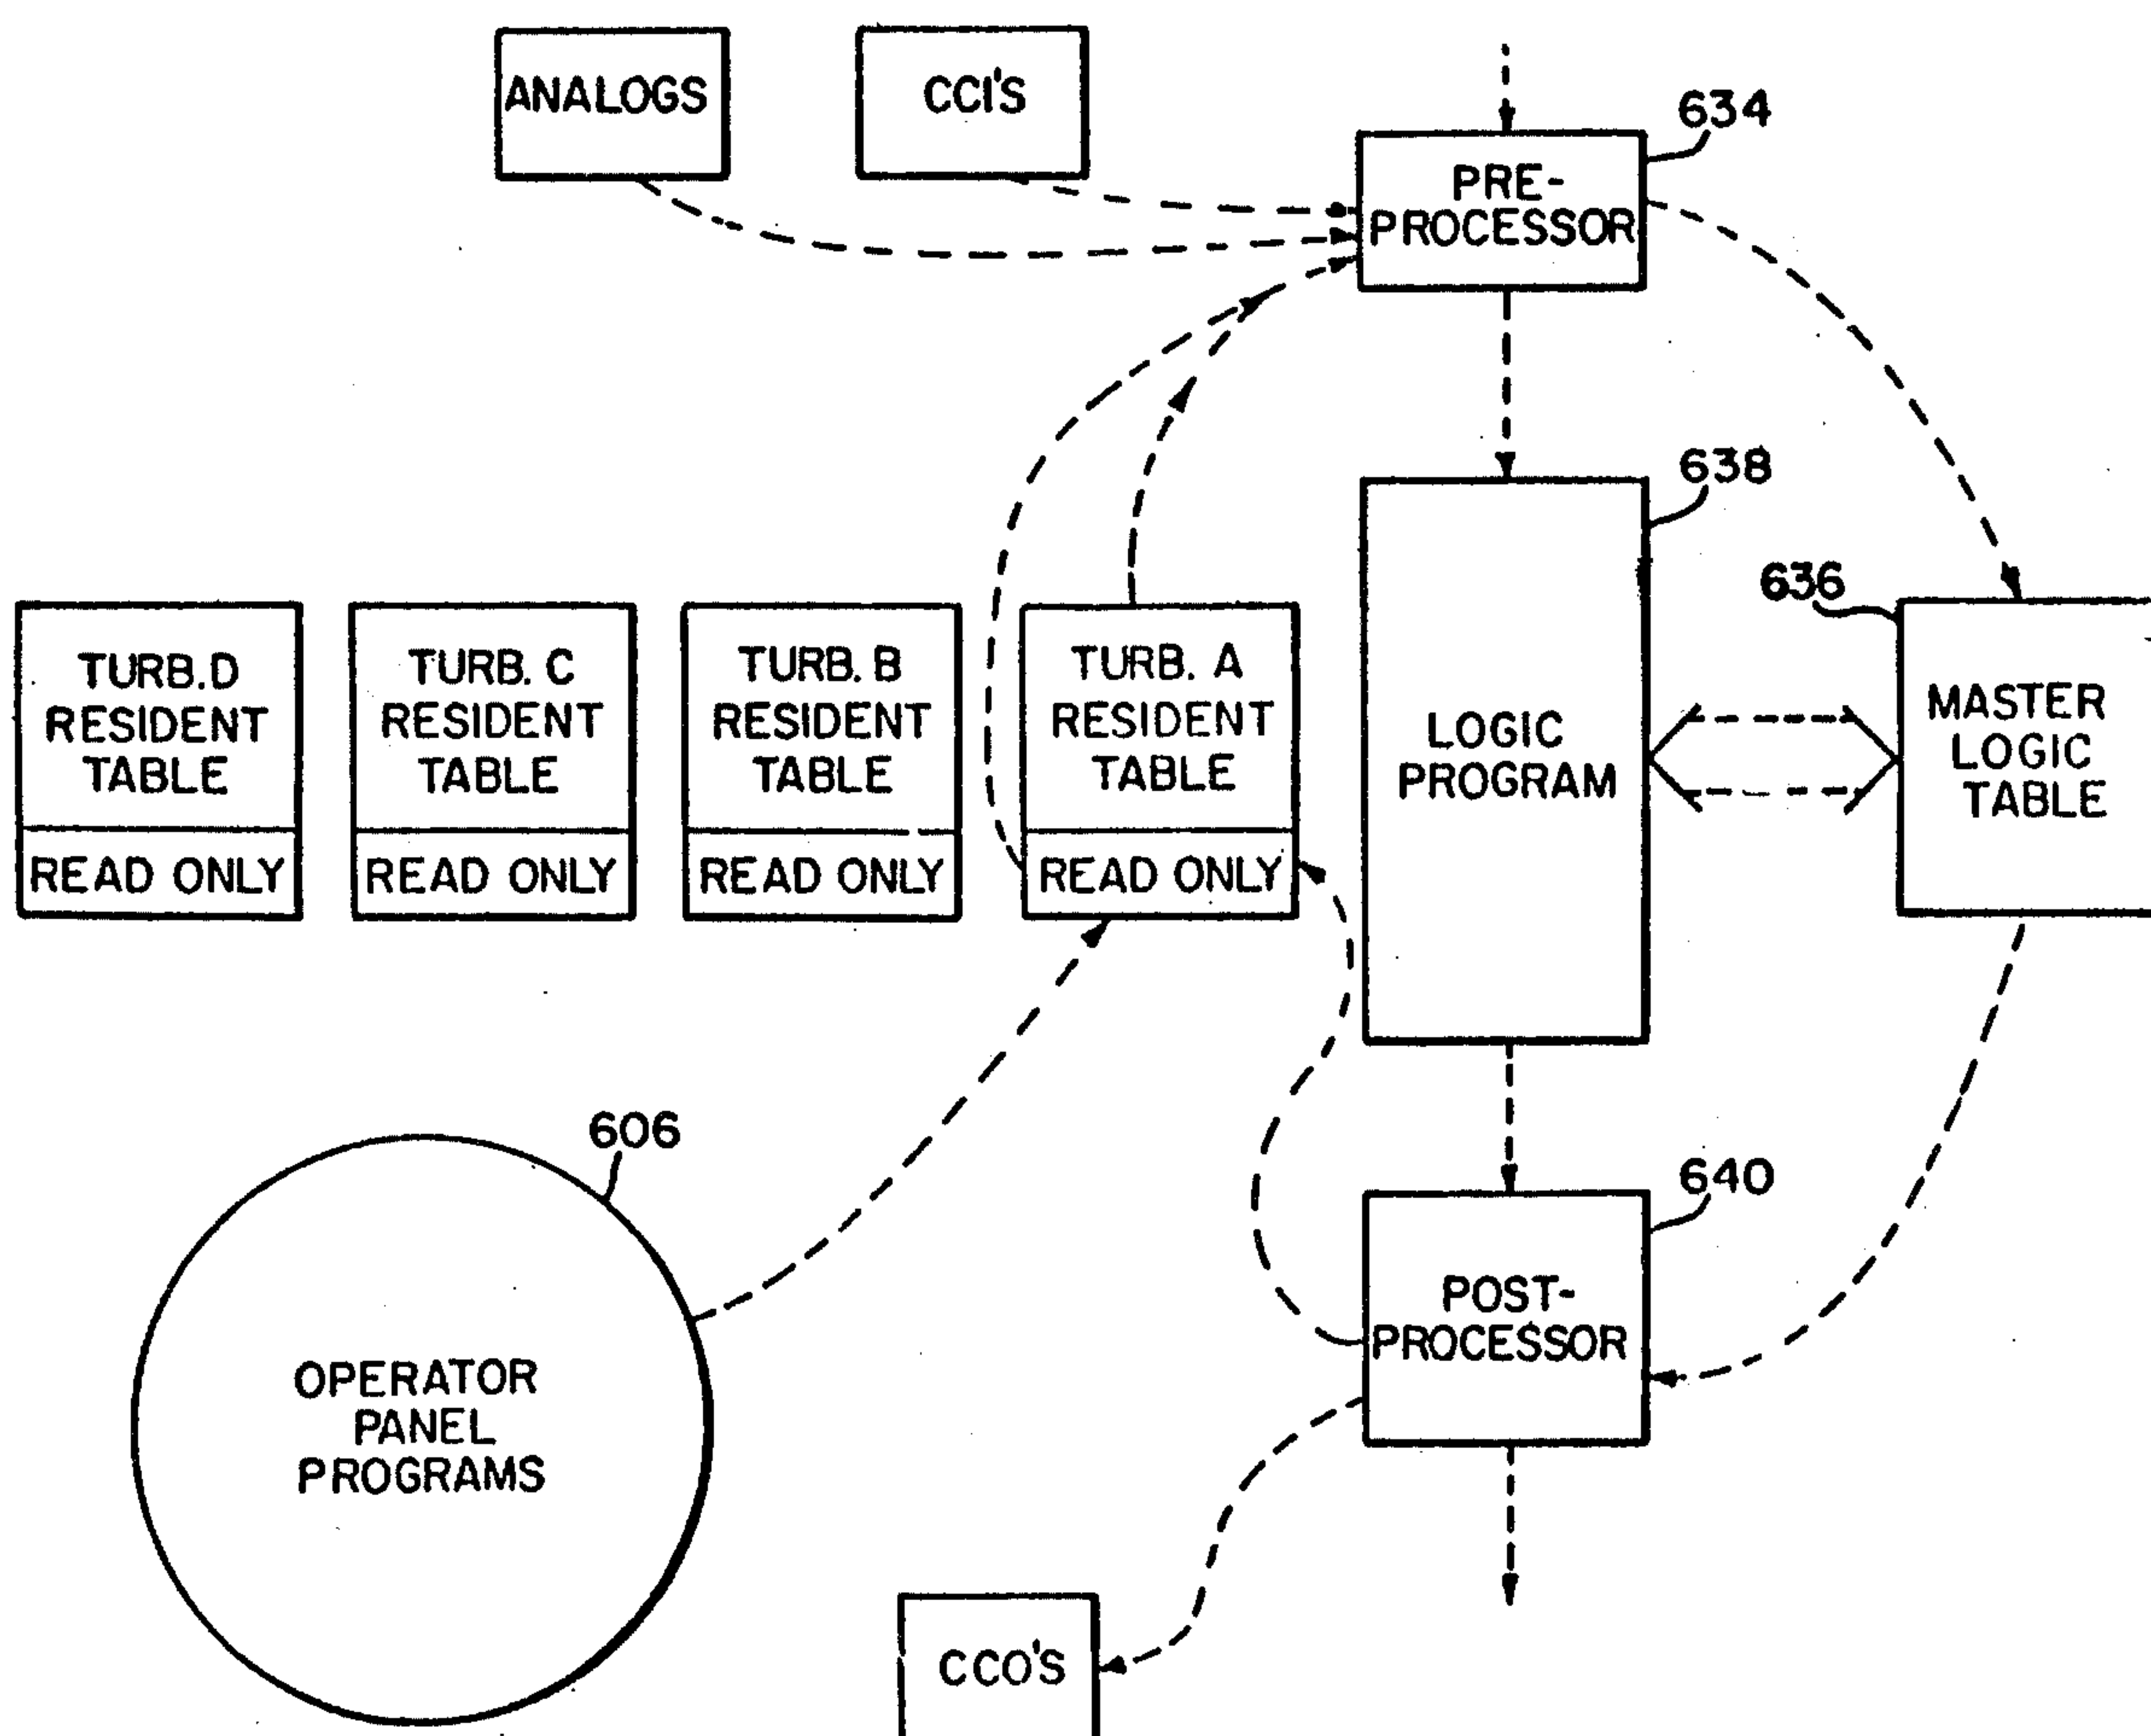 ANALOGS
CCI'S
634
PRE-
PROCESSOR
638
636
TURB.D
RESIDENT
TABLE
READ ONLY
TURB. C
RESIDENT
TABLE
READ ONLY
TURB. B
RESIDENT
TABLE
READ ONLY
TURB. A
RESIDENT
TABLE
READ ONLY
LOGIC
PROGRAM
MASTER
LOGIC
TABLE
606
OPERATOR
PANEL
PROGRAMS
640
POST-
PROCESSOR
CCO'S